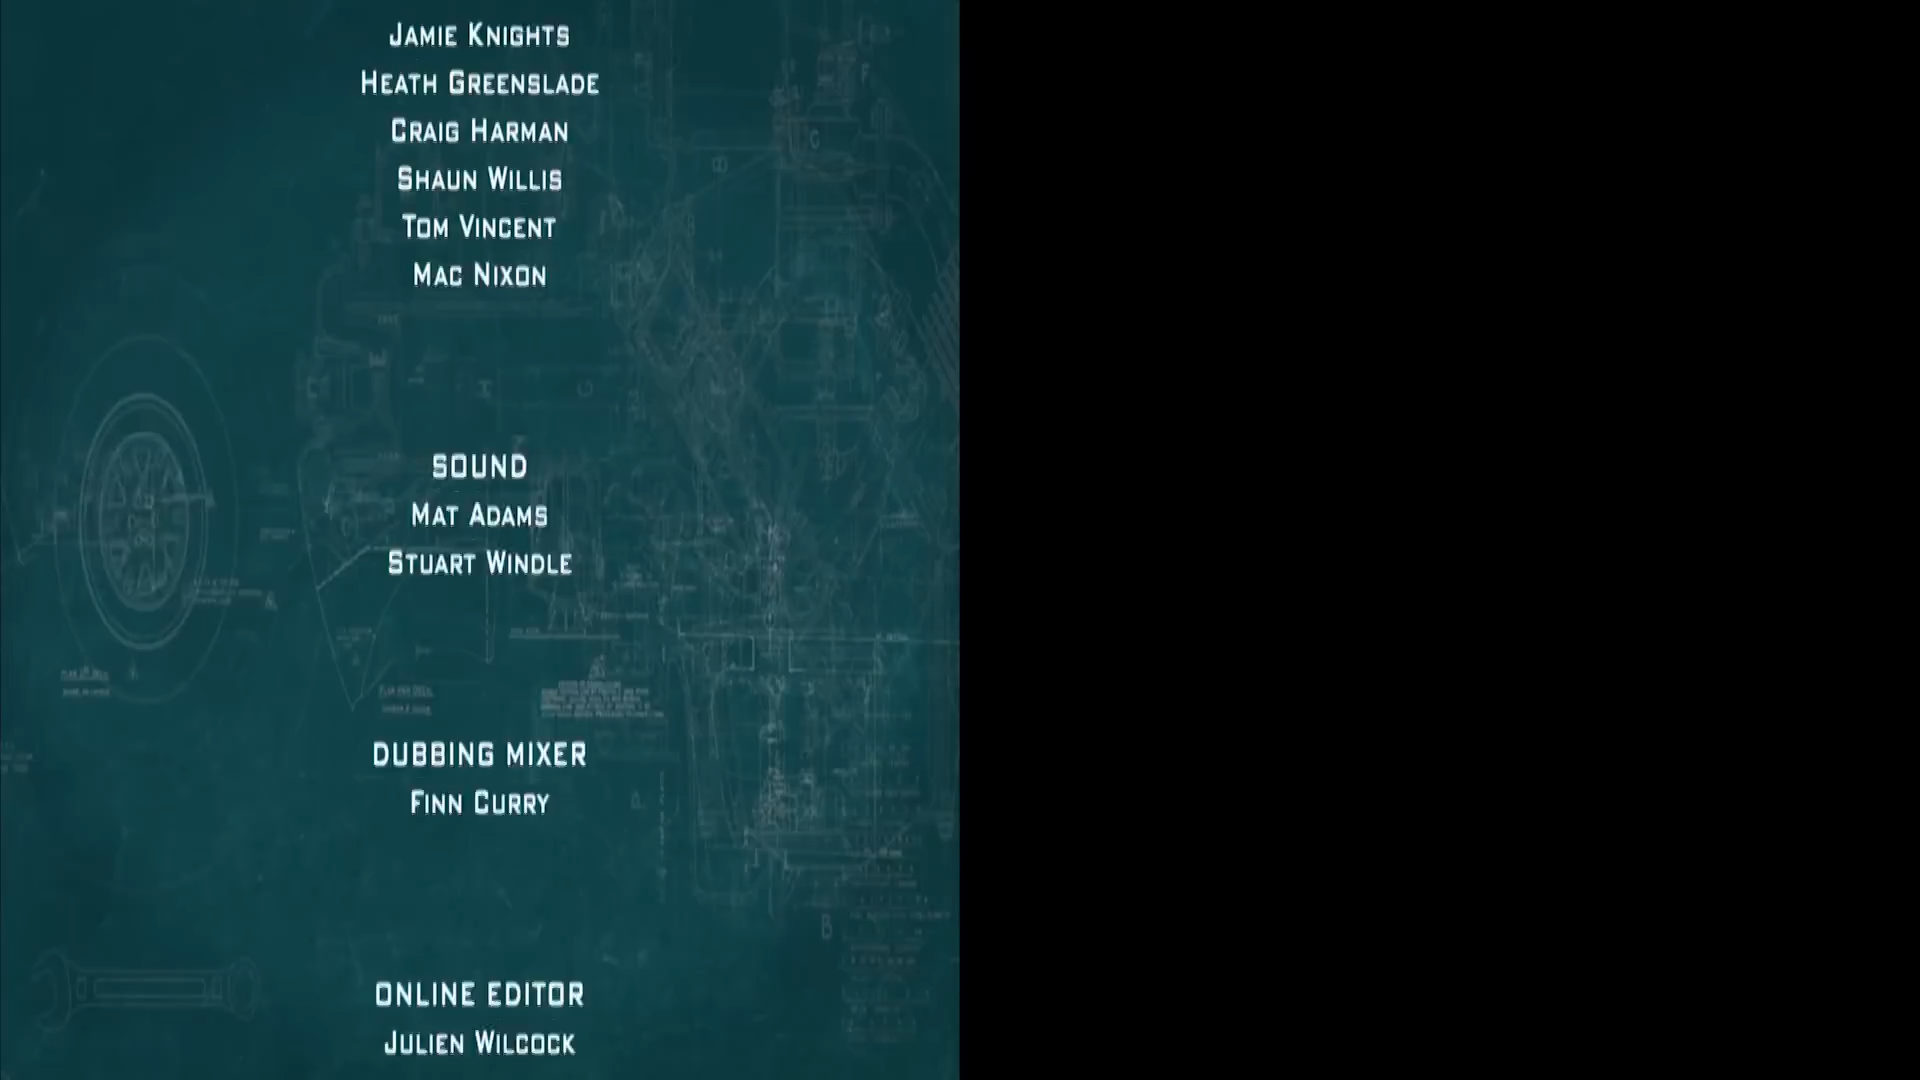 JAMIE KNIGHTS
HEATH GREENSLADE
CRAIG HARMAN
SHAUN WILLIS
TOM VINCENT
MAC NIXON
SOUND
MAT ADAMS
STUART WINDLE
DUBBING MIXER
FINN CURRY
ONLINE EDITOR
JULIEN WILCOCK